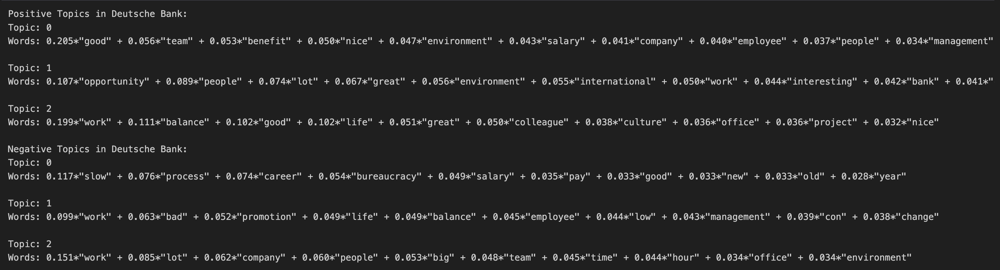 Positive Topics in Deutsche Bank:
Topic: 0
Words: 0.205*"good" + 0.056*"team" + 0.053*"benefit" + 0.050*"nice" + 0.047*"environment" + 0.043*"salary" + 0.041*"company" + 0.040*"employee" + 0.037*"people" + 0.034*"management"
Topic: 1
Words: 0.107*"opportunity" + 0.089*"people" + 0.074*"lot" + 0.067*"great" + 0.056*"environment" + 0.055*"international" + 0.050*"work" + 0.044*"interesting" + 0.042*"bank" + 0.041*"
Topic: 2
Words: 0.199*"work" + 0.111*"balance" + 0.102*"good" + 0.102*"life" + 0.051*"great" + 0.050*"colleague" + 0.038*"culture" + 0.036*"office" + 0.036*"project" + 0.032*"nice"
Negative Topics in Deutsche Bank:
Topic: 0
Words: 0.117*"slow" + 0.076*"process" + 0.074*"career" + 0.054*"bureaucracy" + 0.049*"salary" + 0.035*"pay" + 0.033*"good" + 0.033*"new" + 0.033*"old" + 0.028*"year"
Topic: 1
Words: 0.099*"work" + 0.063*"bad" + 0.052*"promotion" + 0.049*"life" + 0.049*"balance" + 0.045*"employee" + 0.044*"low" + 0.043*"management" + 0.039*"con" + 0.038*"change"
Topic: 2
Words: 0.151*"work" + 0.085*"lot" + 0.062*"company" + 0.060*"people" + 0.053*"big" + 0.048*"team" + 0.045*"time" + 0.044*"hour" + 0.034*"office" + 0.034*"environment"